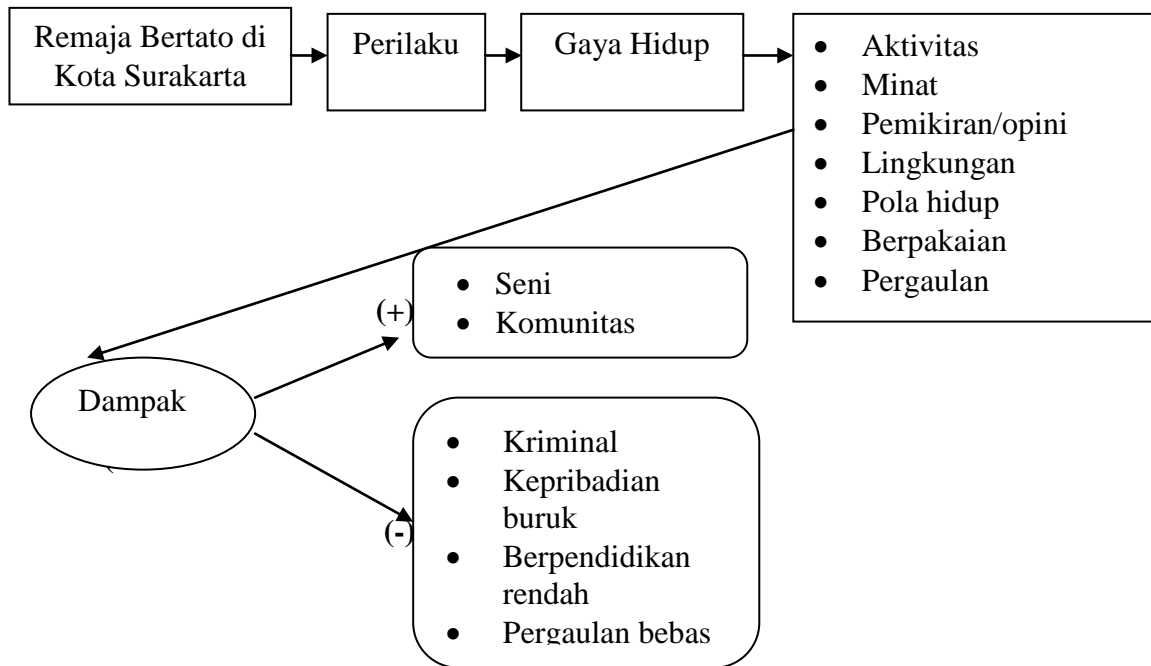 Remaja Bertato di
Kota Surakarta
Perilaku
Gaya Hidup
• Aktivitas
• Minat
• Pemikiran/opini
• Lingkungan
• Pola hidup
• Berpakaian
• Pergaulan
• Seni
• Komunitas
(+)
Dampak
(
(-)
• Kriminal
• Kepribadian
buruk
• Berpendidikan
rendah
• Pergaulan bebas